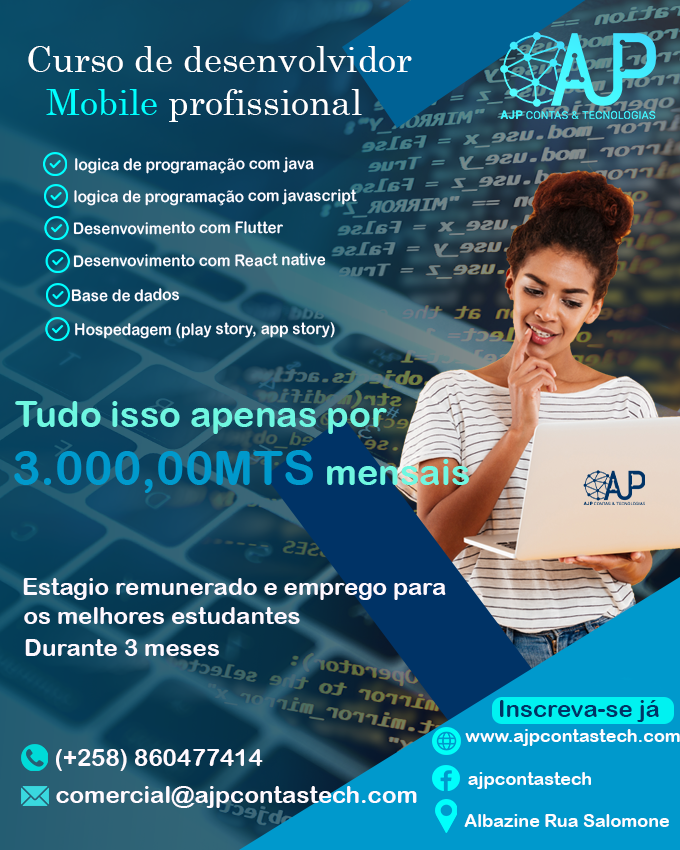 Curso de desenvolvidor
Mobile profissional
AJP
AJP CONTAS & TECNOLOGIAS
logica de programação com java
logica de programação com javascript
Desenvovimento com Flutter
Desenvovimento com React native
Base de dados
Hospedagem (play story, app story)
Tudo isso apenas por
3.000,00MTS mensais
AJP
AJP CONTAS & TECNOLOGIAS
Estagio remunerado e emprego para
os melhores estudantes
Durante 3 meses
Inscreva-se já
www.ajpcontastech.com
ajpcontastech
Albazine Rua Salomone
(+258) 860477414
comercial@ajpcontastech.com